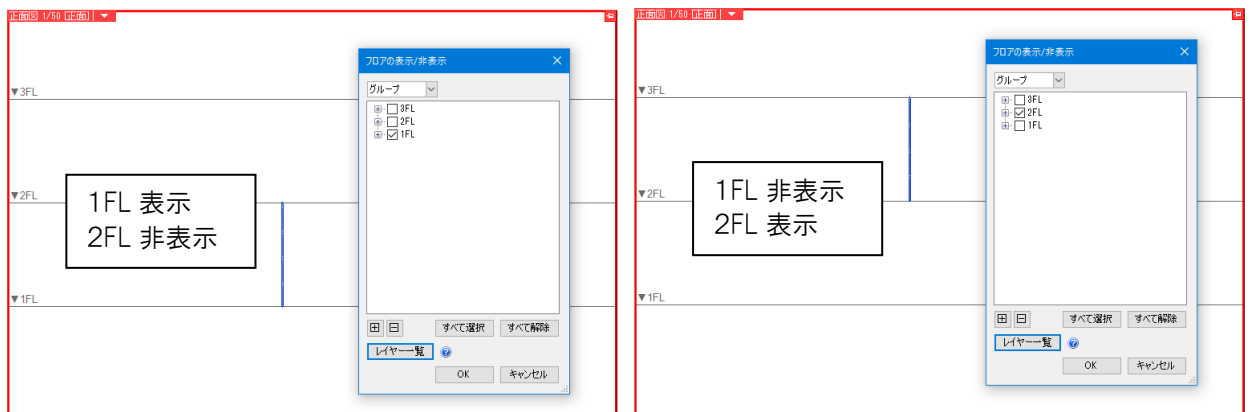 正面図 1/50 [正面]
▼3FL
▼2FL
▼1FL
1FL 表示
2FL 非表示
フロアの表示/非表示
グループ
3FL
2FL
1FL
すべて選択 すべて解除
レイヤー一覧
OK キャンセル
正面図 1/50 [正面]
▼3FL
▼2FL
▼1FL
1FL 非表示
2FL 表示
フロアの表示/非表示
グループ
3FL
2FL
1FL
すべて選択 すべて解除
レイヤー一覧
OK キャンセル